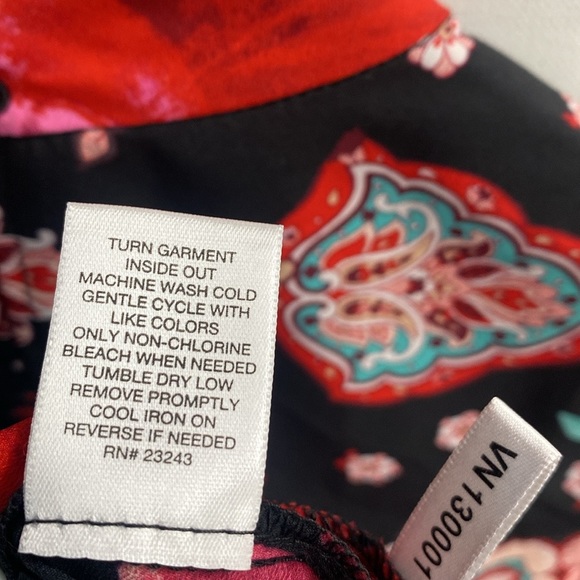 TURN GARMENT
INSIDE OUT
MACHINE WASH COLD
GENTLE CYCLE WITH
LIKE COLORS
ONLY NON-CHLORINE
BLEACH WHEN NEEDED
TUMBLE DRY LOW
REMOVE PROMPTLY
COOL IRON ON
REVERSE IF NEEDED
RN# 23243
VN 130001